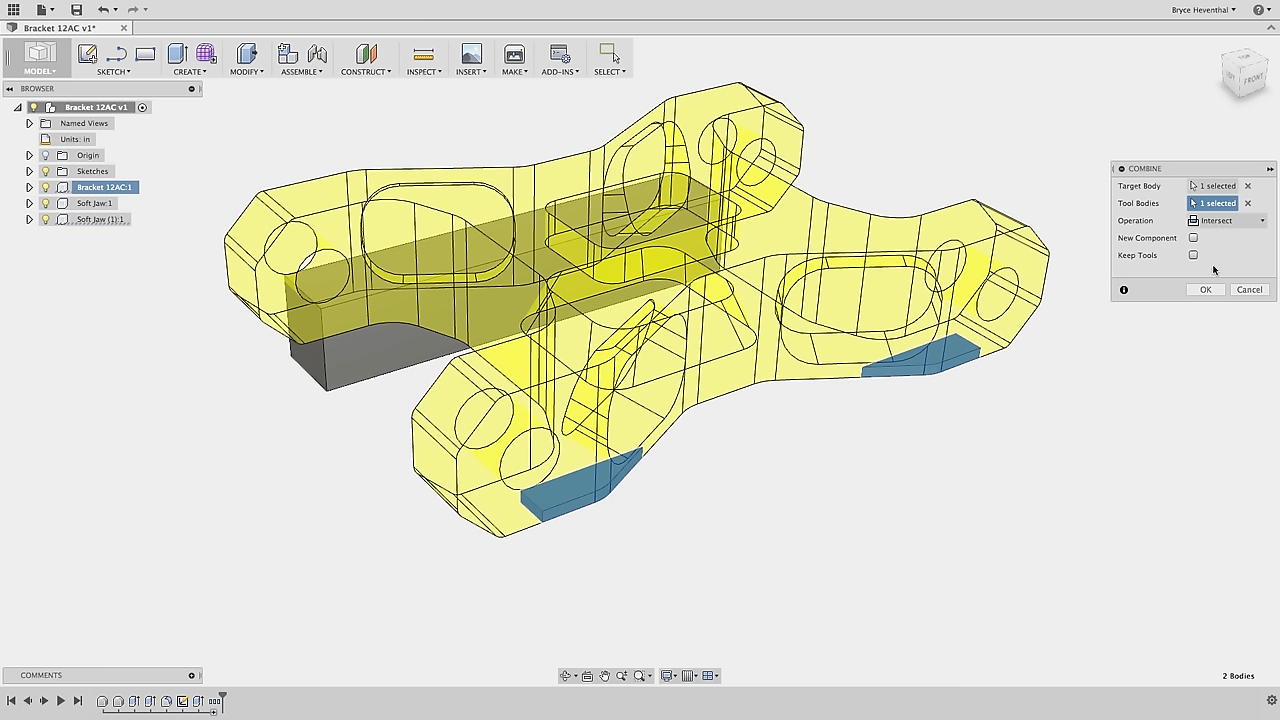 Bryce Heventhal
Bracket 12AC v1*
MODEL
SKETCH
CREATE
MODIFY
ASSEMBLE
CONSTRUCT
INSPECT
INSERT
MAKE
ADD-INS
SELECT
BROWSER
Bracket 12AC v1
Named Views
Units: in
Origin
Sketches
Bracket 12AC:1
Soft Jaw:1
Soft Jaw (1):1
FRONT
COMBINE
Target Body 1 selected
Tool Bodies 1 selected
Operation Intersect
New Component
Keep Tools
OK Cancel
COMMENTS
2 Bodies